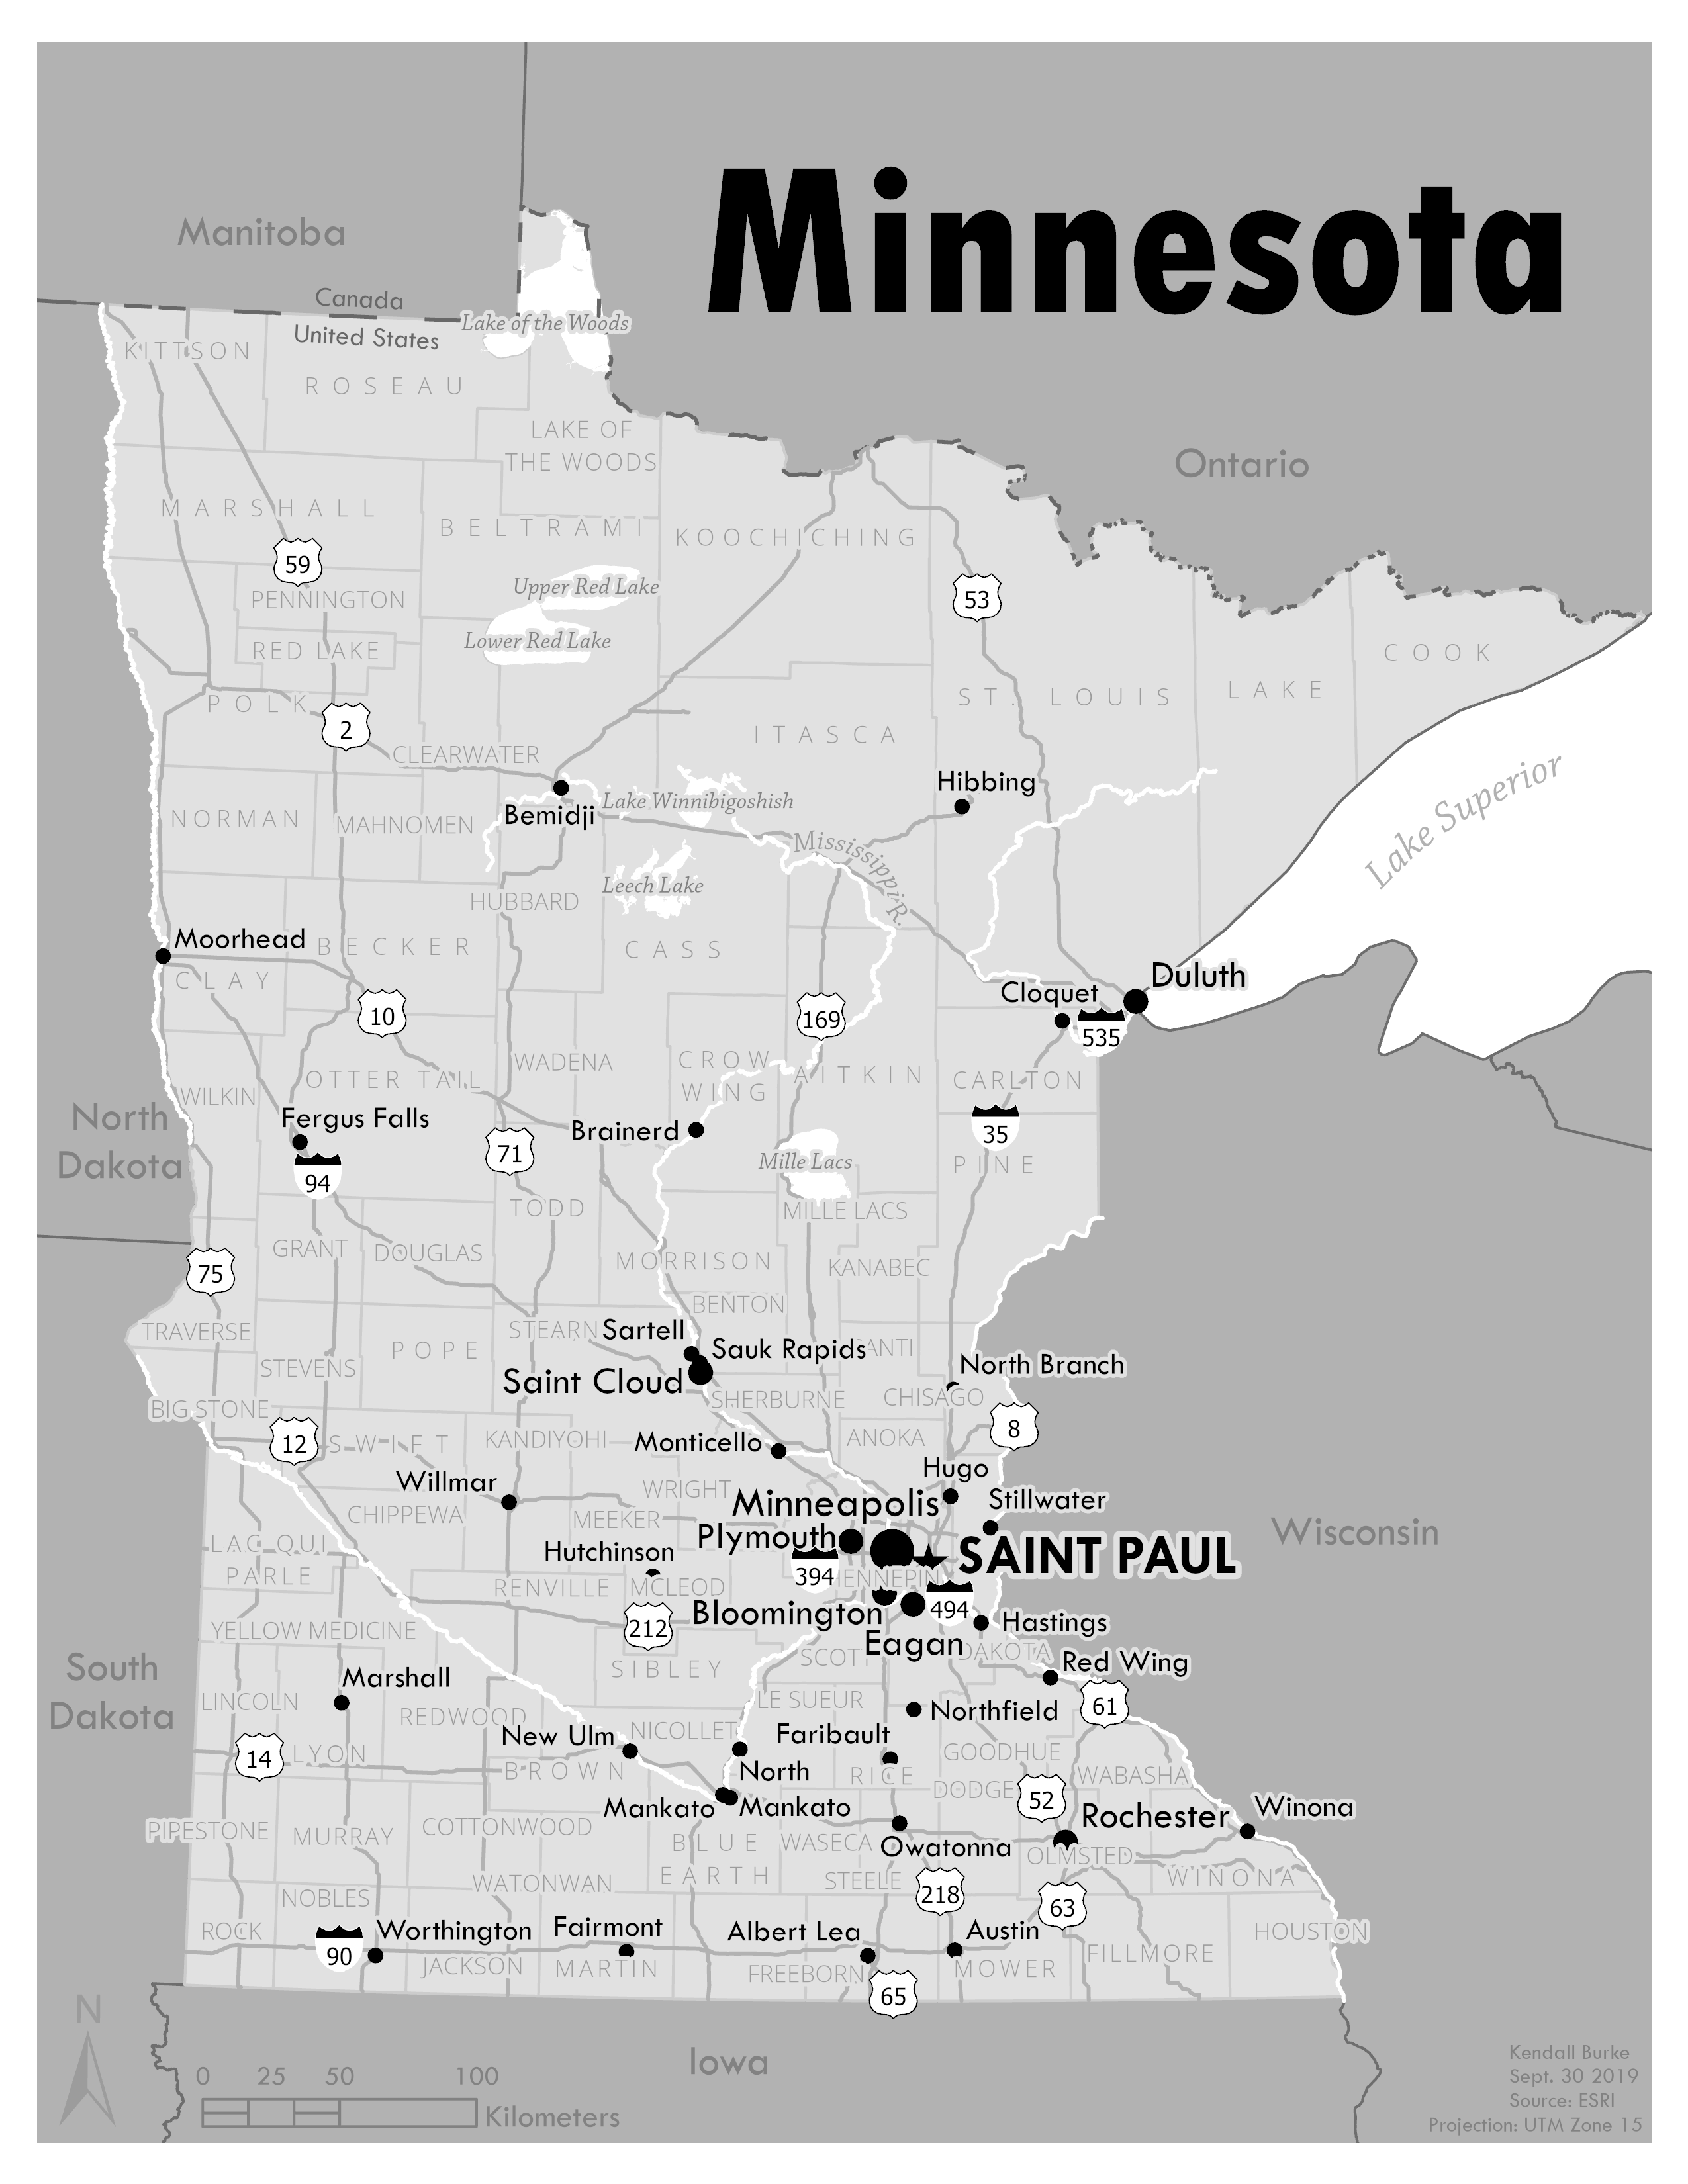 Minnesota
Manitoba
Canada
United States
Lake of the Woods
KITTSON
ROSEAU
LAKE OF
THE WOODS
Ontario
MARSHALL
BELTRAMI
KOOCHICHING
59
53
Upper Red Lake
PENNINGTON
Lower Red Lake
RED LAKE
COOK
POLK
ST. LOUIS
LAKE
2
ITASCA
CLEARWATER
Hibbing
Lake Superior
Lake Winnibigoshish
Bemidji
NORMAN
MAHNOMEN
Mississippi R.
Leech Lake
HUBBARD
Moorhead
BECKER
CASS
CLAY
Duluth
Cloquet
10
169
535
WADENA
CROW
WING
AITKIN
OTTER TAIL
CARLTON
WILKIN
North
Dakota
Fergus Falls
Brainerd
35
71
Mille Lacs
PINE
94
TODD
MILLE LACS
GRANT
DOUGLAS
MORRISON
KANABEC
75
BENTON
TRAVERSE
STEARN
Sartell
POPE
Sauk Rapids
ANTI
STEVENS
North Branch
Saint Cloud
SHERBURNE
CHISAGO
BIG STONE
8
12
SWIFT
KANDIYOHI
Monticello
ANOKA
Hugo
Willmar
WRIGHT
Stillwater
Minneapolis
CHIPPEWA
MEEKER
Plymouth
Wisconsin
LAC QUI
PARLE
Hutchinson
SAINT PAUL
394
HENNEPIN
RENVILLE
MCLEOD
494
Bloomington
212
Hastings
YELLOW MEDICINE
Eagan
DAKOTA
SCOTT
South
Dakota
SIBLEY
Red Wing
Marshall
LINCOLN
LE SUEUR
61
REDWOOD
Northfield
New Ulm
NICOLLET
Faribault
14
LYON
GOODHUE
BROWN
North
Mankato
RICE
WABASHA
DODGE
52
Mankato
Rochester
Winona
PIPESTONE
MURRAY
COTTONWOOD
BLUE
EARTH
WASECA
Owatonna
OLMSTED
WATONWAN
STEELE
WINONA
218
NOBLES
63
ROCK
Worthington
Fairmont
Albert Lea
Austin
HOUSTON
90
JACKSON
MARTIN
FREEBORN
MOWER
FILLMORE
65
N
Iowa
0 25 50 100
Kilometers
Kendall Burke
Sept. 30 2019
Source: ESRI
Projection: UTM Zone 15